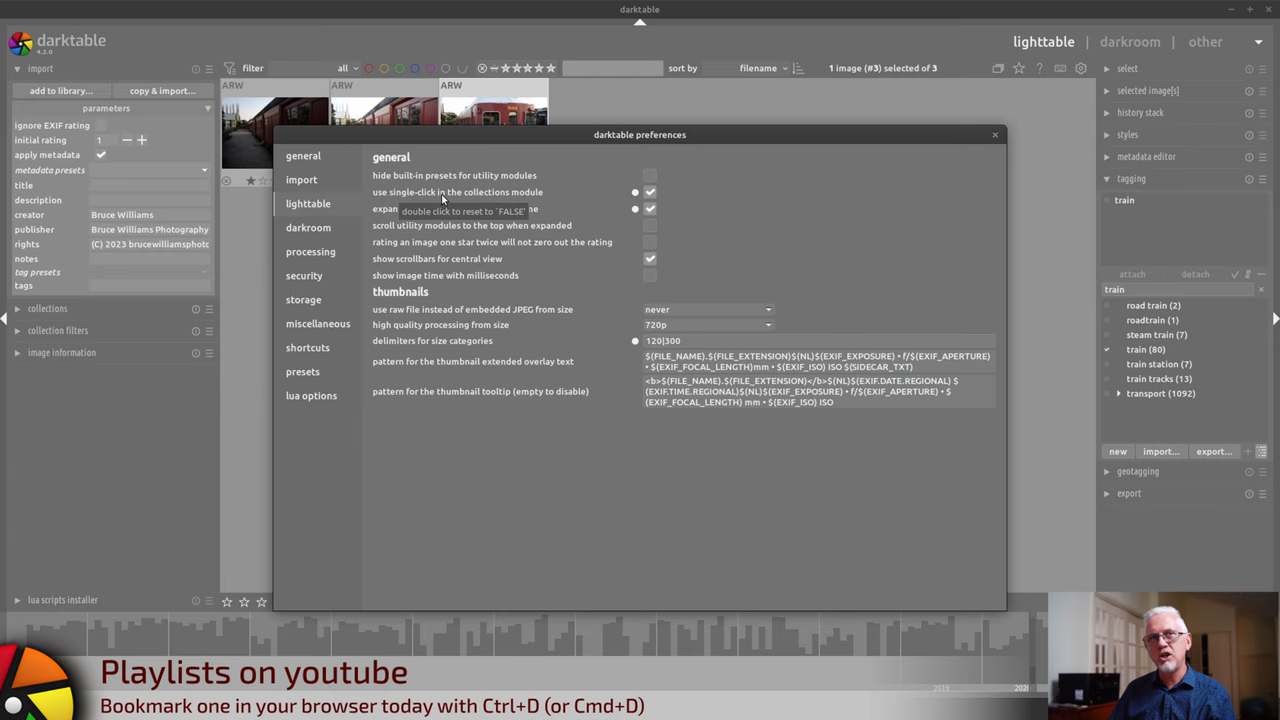 darktable
darktable
4.2.0
lighttable | darkroom | other
import
filter
all
sort by
filename
1 image (#3) selected of 3
select
selected image[s]
history stack
styles
metadata editor
tagging
train
attach
detach
train
road train (2)
roadtrain (1)
steam train (7)
train (80)
train station (7)
train tracks (13)
transport (1092)
new
import...
export...
geotagging
export
add to library...
copy & import...
parameters
ignore EXIF rating
initial rating
1
apply metadata
metadata presets
title
description
creator
Bruce Williams
publisher
Bruce Williams Photography
rights
(C) 2023 brucewilliamsphoto
notes
tag presets
tags
collections
collection filters
image information
lua scripts installer
ARW
ARW
ARW
darktable preferences
general
import
lighttable
darkroom
processing
security
storage
miscellaneous
shortcuts
presets
lua options
general
hide built-in presets for utility modules
use single-click in the collections module
expan
me
double click to reset to `FALSE'
scroll utility modules to the top when expanded
rating an image one star twice will not zero out the rating
show scrollbars for central view
show image time with milliseconds
thumbnails
use raw file instead of embedded JPEG from size
never
high quality processing from size
720p
delimiters for size categories
120|300
pattern for the thumbnail extended overlay text
$(FILE_NAME).$(FILE_EXTENSION)$(NL)$(EXIF_EXPOSURE) • f/$(EXIF_APERTURE)
• $(EXIF_FOCAL_LENGTH)mm • $(EXIF_ISO) ISO $(SIDECAR_TXT)
pattern for the thumbnail tooltip (empty to disable)
<b>$(FILE_NAME).$(FILE_EXTENSION)</b>$(NL)$(EXIF.DATE.REGIONAL) $
(EXIF.TIME.REGIONAL)$(NL)$(EXIF_EXPOSURE) • f/$(EXIF_APERTURE) • $
(EXIF_FOCAL_LENGTH) mm • $(EXIF_ISO) ISO
2019
Playlists on youtube
Bookmark one in your browser today with Ctrl+D (or Cmd+D)